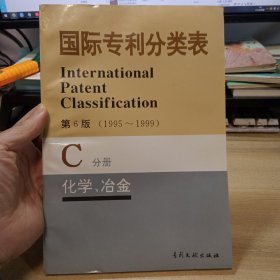 国际专利分类表
International
Patent
Classification
第6版（1995～1999）
C 分册
化学、冶金
专利文献出版社